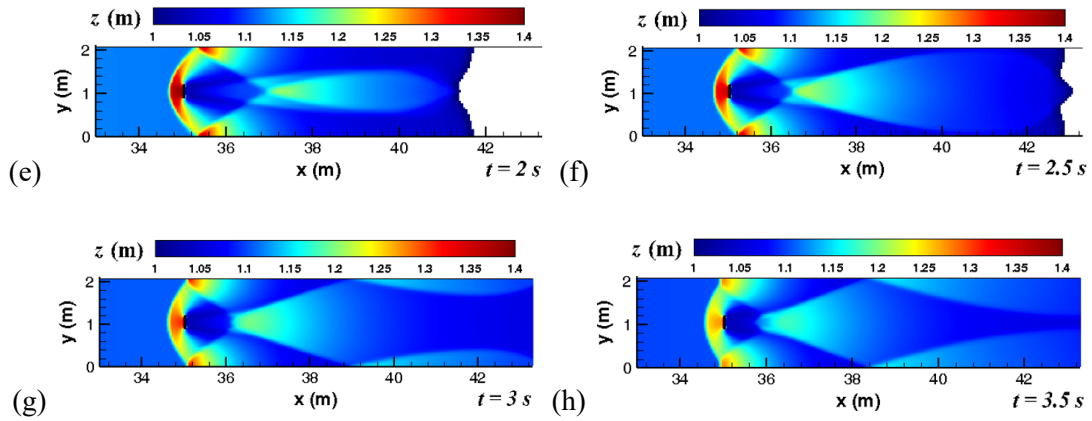 z (m) 1 1.05 1.1 1.15 1.2 1.25 1.3 1.35 1.4
y (m) 0 1 2
34 36 38 40 42
x (m)
(e) t = 2 s
z (m) 1 1.05 1.1 1.15 1.2 1.25 1.3 1.35 1.4
y (m) 0 1 2
34 36 38 40 42
x (m)
(f) t = 2.5 s
z (m) 1 1.05 1.1 1.15 1.2 1.25 1.3 1.35 1.4
y (m) 0 1 2
34 36 38 40 42
x (m)
(g) t = 3 s
z (m) 1 1.05 1.1 1.15 1.2 1.25 1.3 1.35 1.4
y (m) 0 1 2
34 36 38 40 42
x (m)
(h) t = 3.5 s